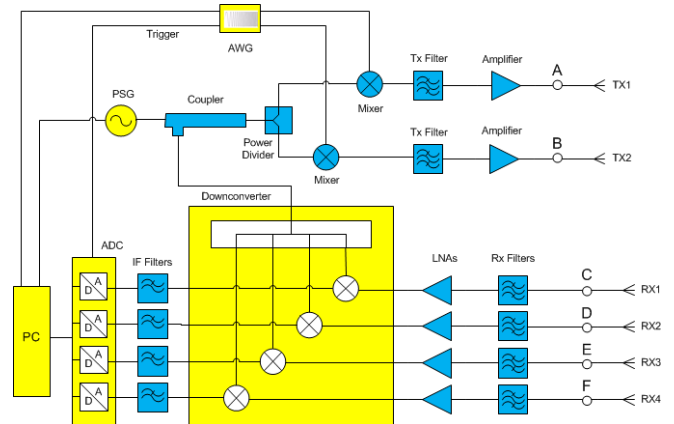 Trigger
AWG
Tx Filter
Amplifier
A
TX1
Mixer
PSG
Coupler
Power
Divider
Tx Filter
Amplifier
B
TX2
Mixer
Downconverter
ADC
IF Filters
LNAs
Rx Filters
C
RX1
D
RX2
E
RX3
F
RX4
PC
A
D
A
D
A
D
A
D